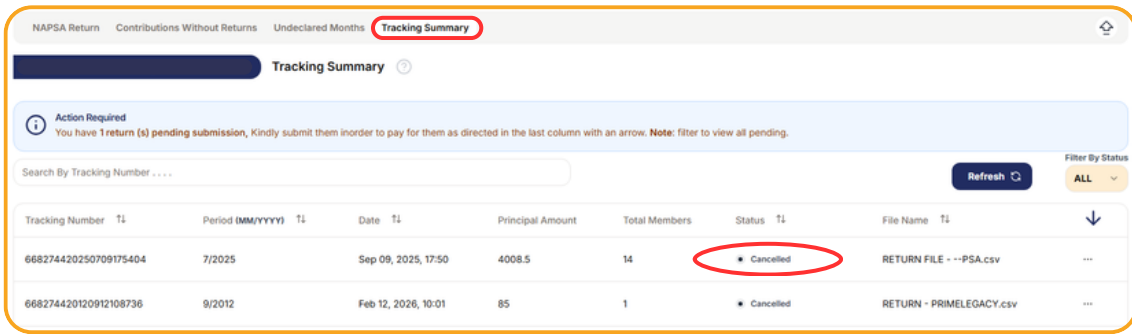 NAPSA Return Contributions Without Returns Undeclared Months Tracking Summary
Tracking Summary ?
Action Required
You have 1 return (s) pending submission, Kindly submit them inorder to pay for them as directed in the last column with an arrow. Note: filter to view all pending.
Filter By Status
Search By Tracking Number . . . . Refresh ALL
Tracking Number Period (MM/YYYY) Date Principal Amount Total Members Status File Name
668274420250709175404 7/2025 Sep 09, 2025, 17:50 4008.5 14 Cancelled RETURN FILE - --PSA.csv ...
668274420120912108736 9/2012 Feb 12, 2026, 10:01 85 1 Cancelled RETURN - PRIMELEGACY.csv ...